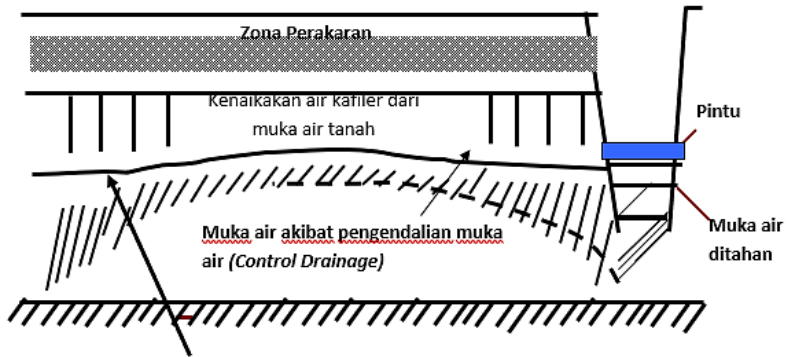 Zona Perakaran
Kenaikakan air kafiler dari
muka air tanah
Pintu
Muka air akibat pengendalian muka
air (Control Drainage)
Muka air
ditahan